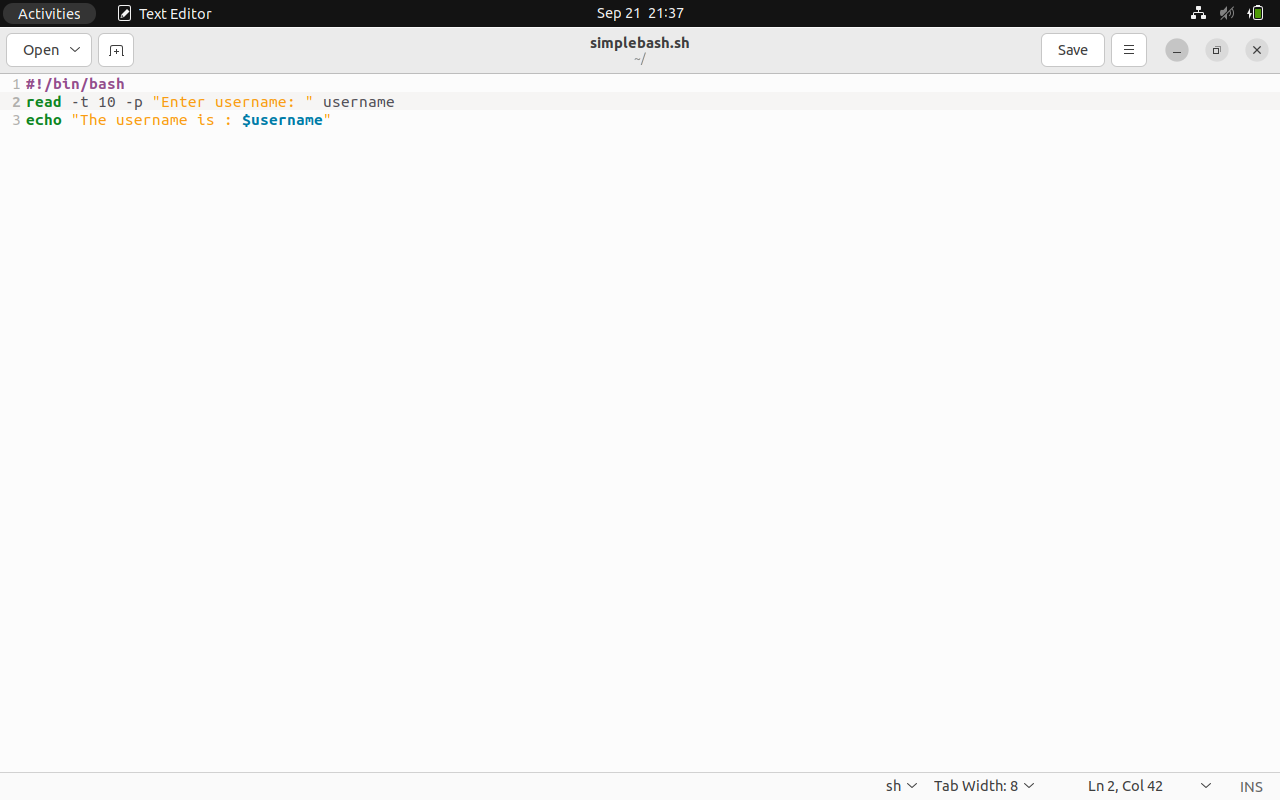 Activities Text Editor Sep 21 21:37
Open simplebash.sh Save
~/
1 #!/bin/bash
2 read -t 10 -p "Enter username: " username
3 echo "The username is : $username"
sh Tab Width: 8 Ln 2, Col 42 INS